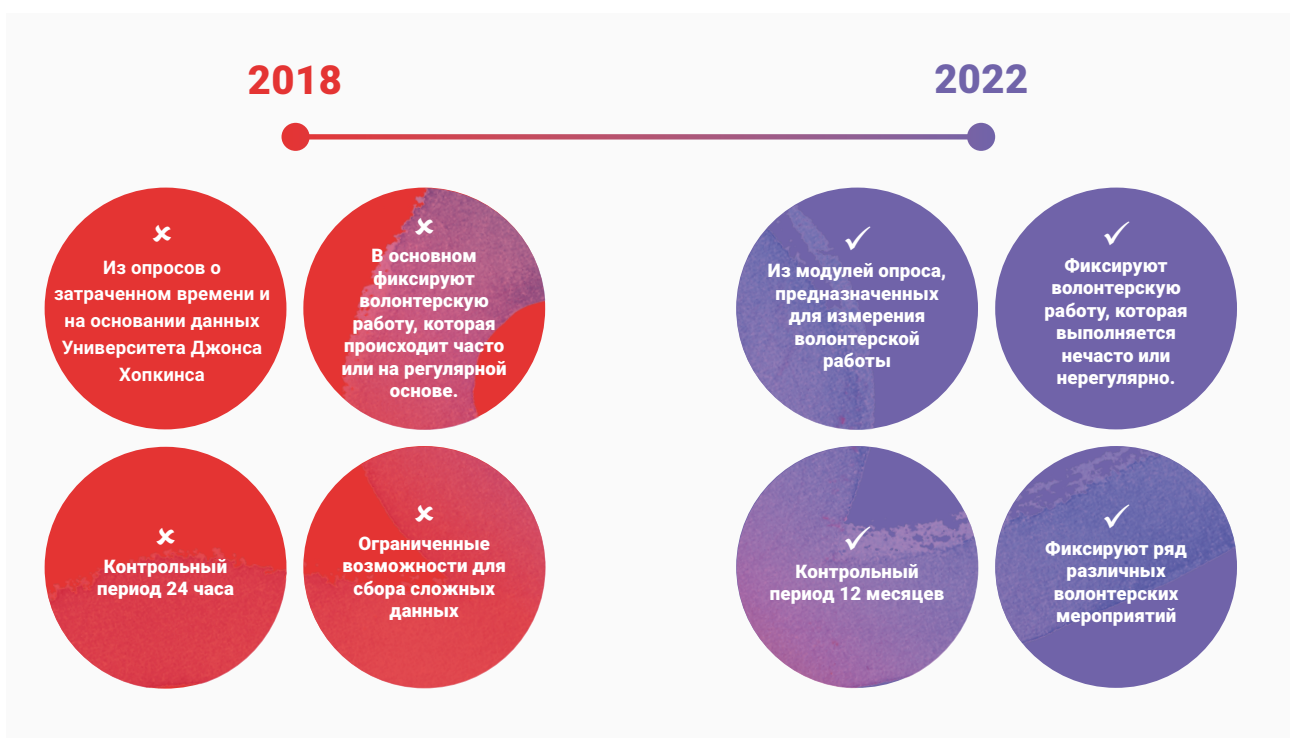 2018
2022
Из опросов о
затраченном времени и
на основании данных
Университета Джонса
Хопкинса
В основном
фиксируют
волонтерскую
работу, которая
происходит часто
или на регулярной
основе.
Из модулей опроса,
предназначенных
для измерения
волонтерской
работы
Фиксируют
волонтерскую
работу, которая
выполняется
нечасто или
нерегулярно.
Контрольный
период 24 часа
Ограниченные
возможности для
сбора сложных
данных
Контрольный
период 12 месяцев
Фиксируют ряд
различных
волонтерских
мероприятий